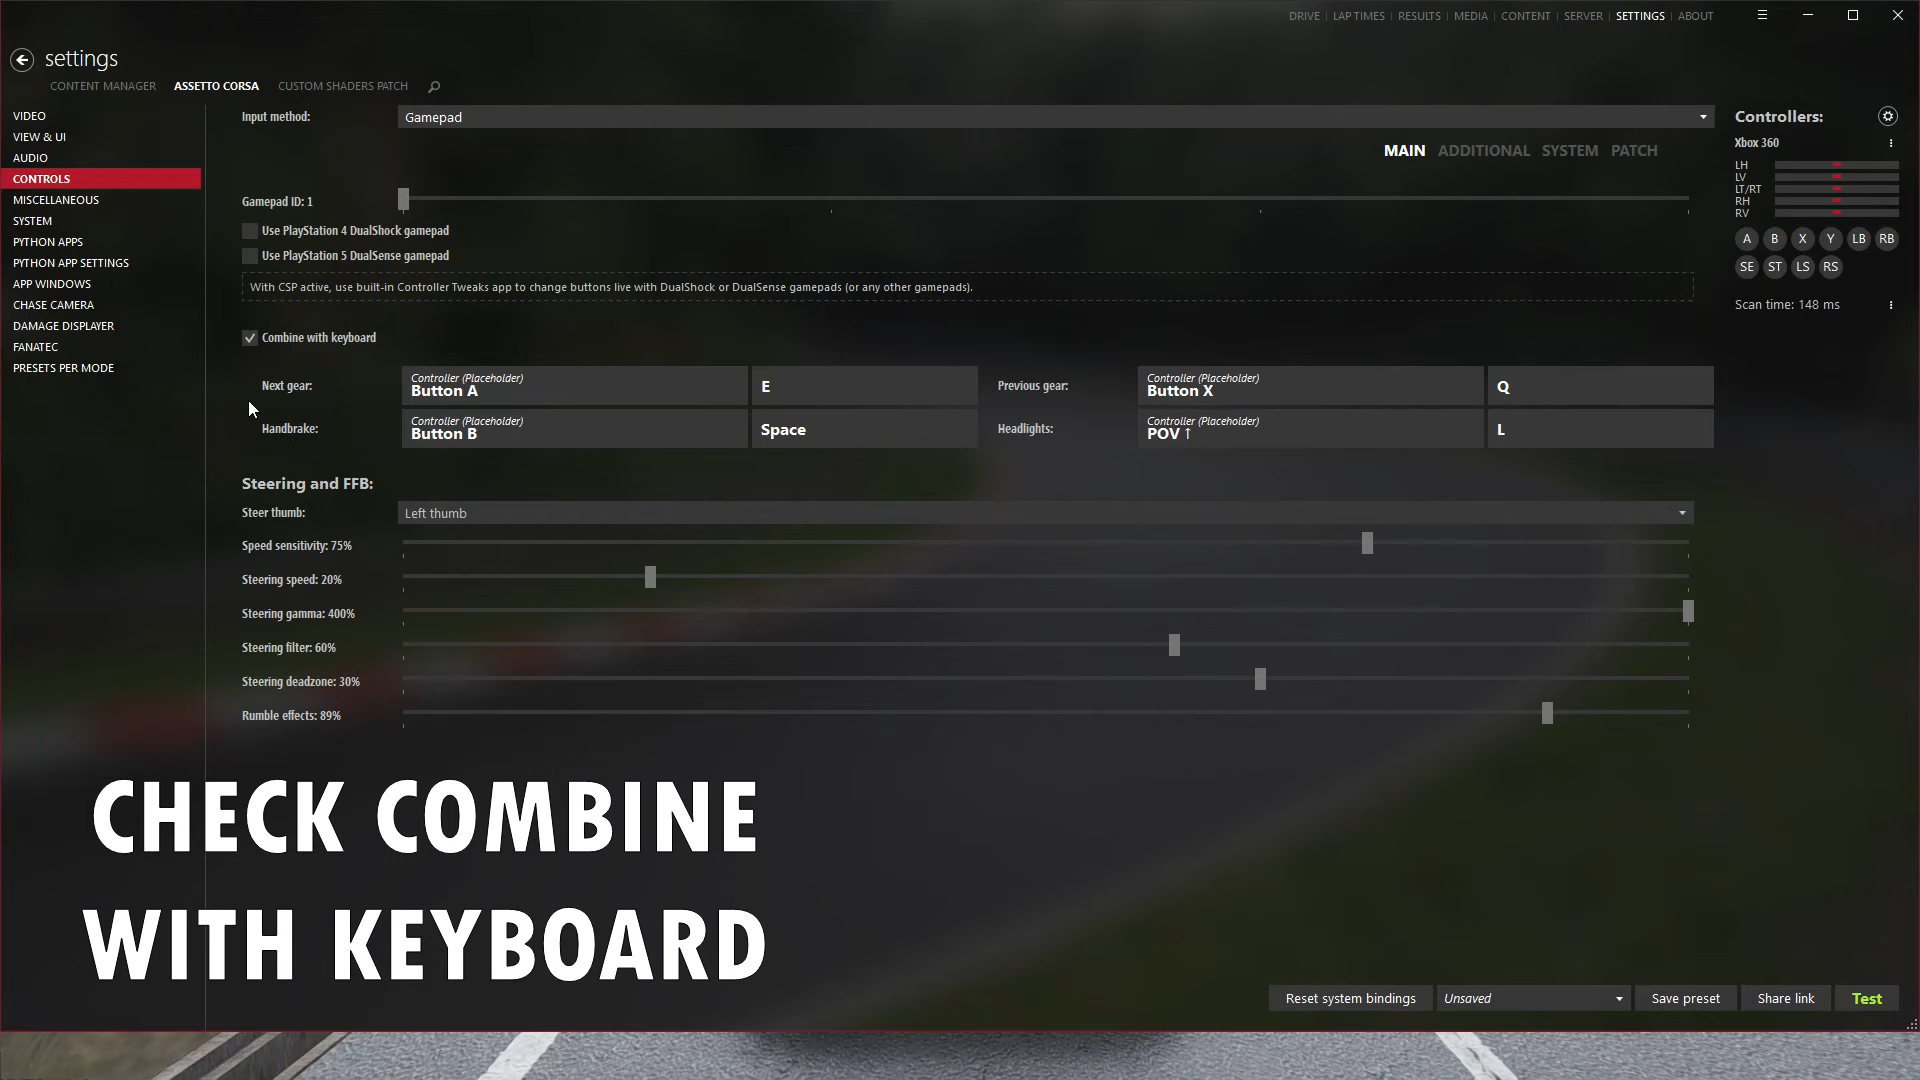 DRIVE | LAP TIMES | RESULTS | MEDIA | CONTENT | SERVER | SETTINGS | ABOUT
settings
CONTENT MANAGER ASSETTO CORSA CUSTOM SHADERS PATCH
VIDEO
VIEW & UI
AUDIO
CONTROLS
MISCELLANEOUS
SYSTEM
PYTHON APPS
PYTHON APP SETTINGS
APP WINDOWS
CHASE CAMERA
DAMAGE DISPLAYER
FANATEC
PRESETS PER MODE
Input method: Gamepad
MAIN ADDITIONAL SYSTEM PATCH
Gamepad ID: 1
Use PlayStation 4 DualShock gamepad
Use PlayStation 5 DualSense gamepad
With CSP active, use built-in Controller Tweaks app to change buttons live with DualShock or DualSense gamepads (or any other gamepads).
Combine with keyboard
Next gear: Controller (Placeholder) Button A E
Previous gear: Controller (Placeholder) Button X Q
Handbrake: Controller (Placeholder) Button B Space
Headlights: Controller (Placeholder) POV ↑ L
Steering and FFB:
Steer thumb: Left thumb
Speed sensitivity: 75%
Steering speed: 20%
Steering gamma: 400%
Steering filter: 60%
Steering deadzone: 30%
Rumble effects: 89%
Controllers:
Xbox 360
LH
LV
LT/RT
RH
RV
A B X Y LB RB
SE ST LS RS
Scan time: 148 ms
CHECK COMBINE
WITH KEYBOARD
Reset system bindings Unsaved Save preset Share link Test